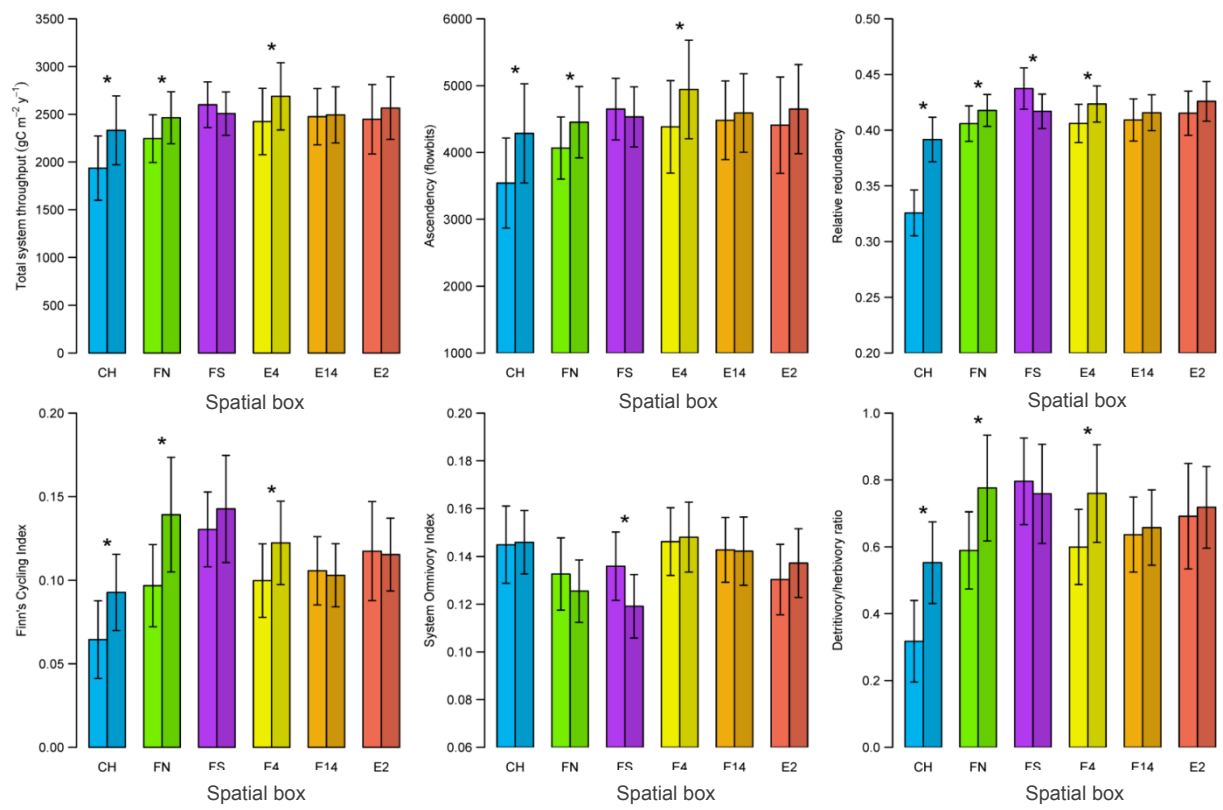 Total system throughput (gC m⁻² y⁻¹)
3500
3000
2500
2000
1500
1000
500
0
* * *
CH FN FS E4 E14 E2
Spatial box
Ascendency (flowbits)
6000
5000
4000
3000
2000
1000
* * *
CH FN FS E4 E14 E2
Spatial box
Relative redundancy
0.50
0.45
0.40
0.35
0.30
0.25
0.20
* * * *
CH FN FS E4 E14 E2
Spatial box
Finn's Cycling Index
0.20
0.15
0.10
0.05
0.00
* * *
CH FN FS E4 E14 E2
Spatial box
System Omnivory Index
0.20
0.18
0.16
0.14
0.12
0.10
0.08
0.06
*
CH FN FS E4 E14 E2
Spatial box
Detritivory/herbivory ratio
1.0
0.8
0.6
0.4
0.2
0.0
* * *
CH FN FS E4 E14 E2
Spatial box